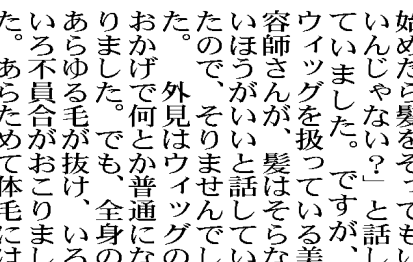 始めたら髪をそってもい
いんじゃない？」と話し
ていました。ですが、
ウィッグを扱っている美
容師さんが、髪はそらな
いほうがいいと話してい
たので、そりませんでし
た。　外見はウィッグの
おかげで何とか普通にな
りました。でも、全身の
あらゆる毛が抜け、いろ
いろ不具合がおこりまし
た。あらためて体毛には